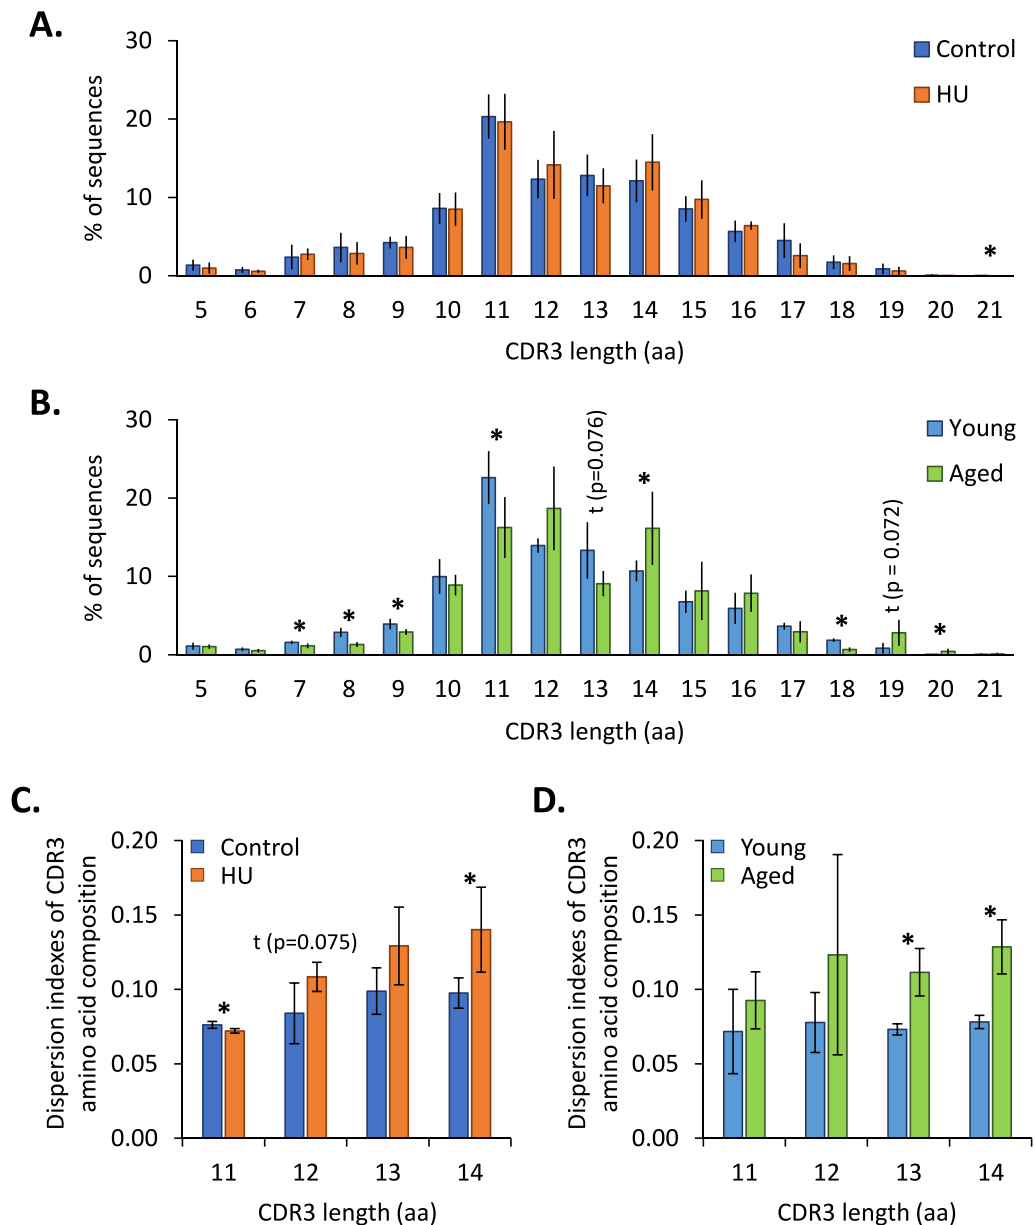 A.
30
20
10
0
% of sequences
Control
HU
*
5 6 7 8 9 10 11 12 13 14 15 16 17 18 19 20 21
CDR3 length (aa)
B.
30
20
10
0
% of sequences
Young
Aged
* * * * t (p=0.076) * * t (p = 0.072) *
5 6 7 8 9 10 11 12 13 14 15 16 17 18 19 20 21
CDR3 length (aa)
C.
Dispersion indexes of CDR3
amino acid composition
0.20
0.15
0.10
0.05
0.00
Control
HU
* t (p=0.075) *
11 12 13 14
CDR3 length (aa)
D.
Dispersion indexes of CDR3
amino acid composition
0.20
0.15
0.10
0.05
0.00
Young
Aged
* *
11 12 13 14
CDR3 length (aa)